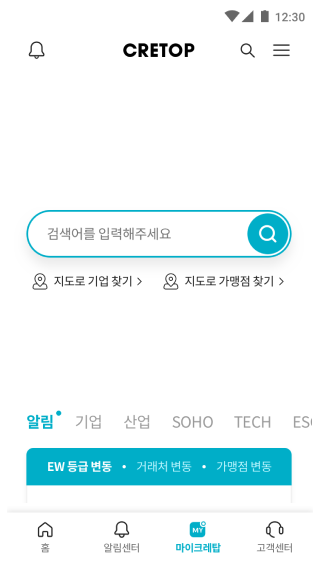 12:30
CRETOP
검색어를 입력해주세요
지도로 기업 찾기 > 지도로 가맹점 찾기 >
알림 기업 산업 SOHO TECH ESG
EW 등급 변동 • 거래처 변동 • 가맹점 변동
MY
홈 알림센터 마이크레탑 고객센터